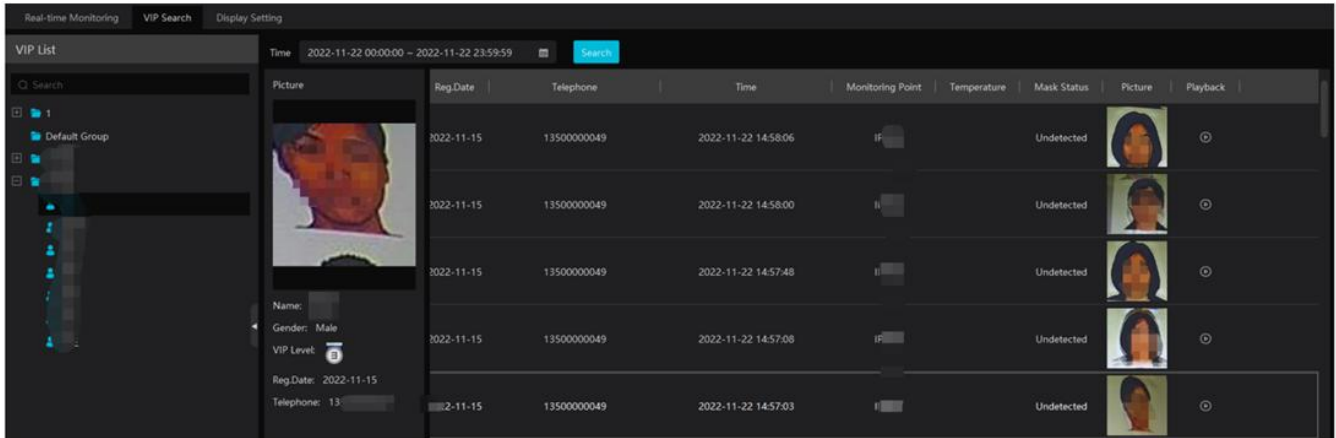 Real-time Monitoring VIP Search Display Setting
VIP List
Time 2022-11-22 00:00:00 ~ 2022-11-22 23:59:59 Search
Search
1
Default Group
Picture
Name:
Gender: Male
VIP Level:
Reg.Date: 2022-11-15
Telephone: 13
Reg.Date Telephone Time Monitoring Point Temperature Mask Status Picture Playback
2022-11-15 13500000049 2022-11-22 14:58:06 Undetected
2022-11-15 13500000049 2022-11-22 14:58:00 Undetected
2022-11-15 13500000049 2022-11-22 14:57:48 Undetected
2022-11-15 13500000049 2022-11-22 14:57:08 Undetected
2-11-15 13500000049 2022-11-22 14:57:03 Undetected